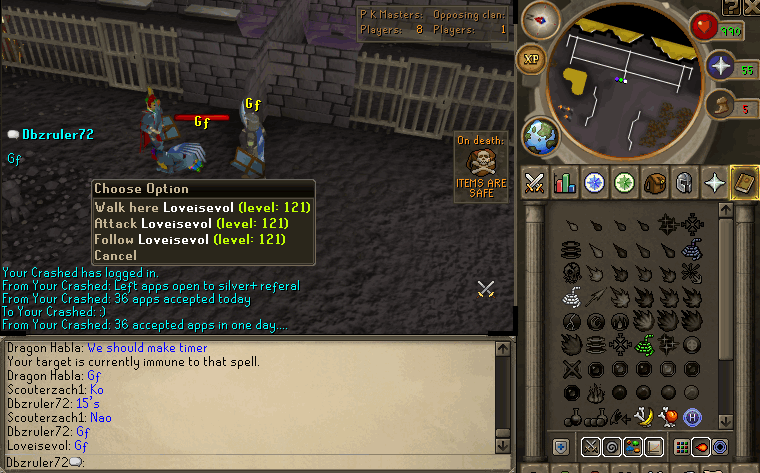 P K Masters: Opposing clan:
Players: 8 Players: 1
990
XP
55
5
Gf
Gf
Dbzruler72
Gf
On death:
ITEMS ARE
SAFE
Choose Option
Walk here Loveisevol (level: 121)
Attack Loveisevol (level: 121)
Follow Loveisevol (level: 121)
Cancel
Your Crashed has logged in.
From Your Crashed: Left apps open to silver+ referal
From Your Crashed: 36 apps accepted today
To Your Crashed: :)
From Your Crashed: 36 accepted apps in one day....
Dragon Habla: We should make timer
Your target is currently immune to that spell.
Dragon Habla: Gf
Scouterzach1: Ko
Dbzruler72: 15's
Scouterzach1: Nao
Dbzruler72: Gf
Loveisevol: Gf
Dbzruler72:
H